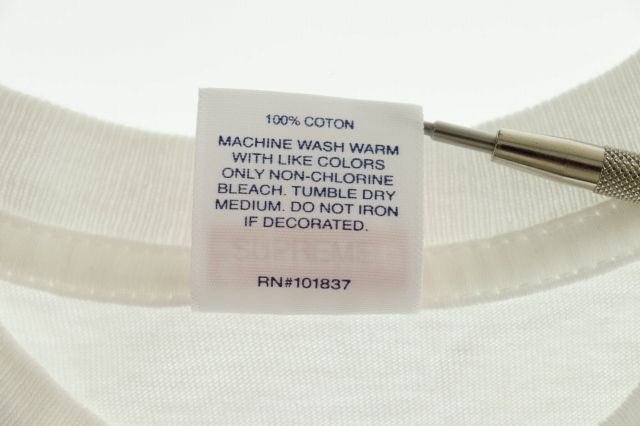 100% COTON
MACHINE WASH WARM
WITH LIKE COLORS
ONLY NON-CHLORINE
BLEACH. TUMBLE DRY
MEDIUM. DO NOT IRON
IF DECORATED.
SUPREME
RN#101837